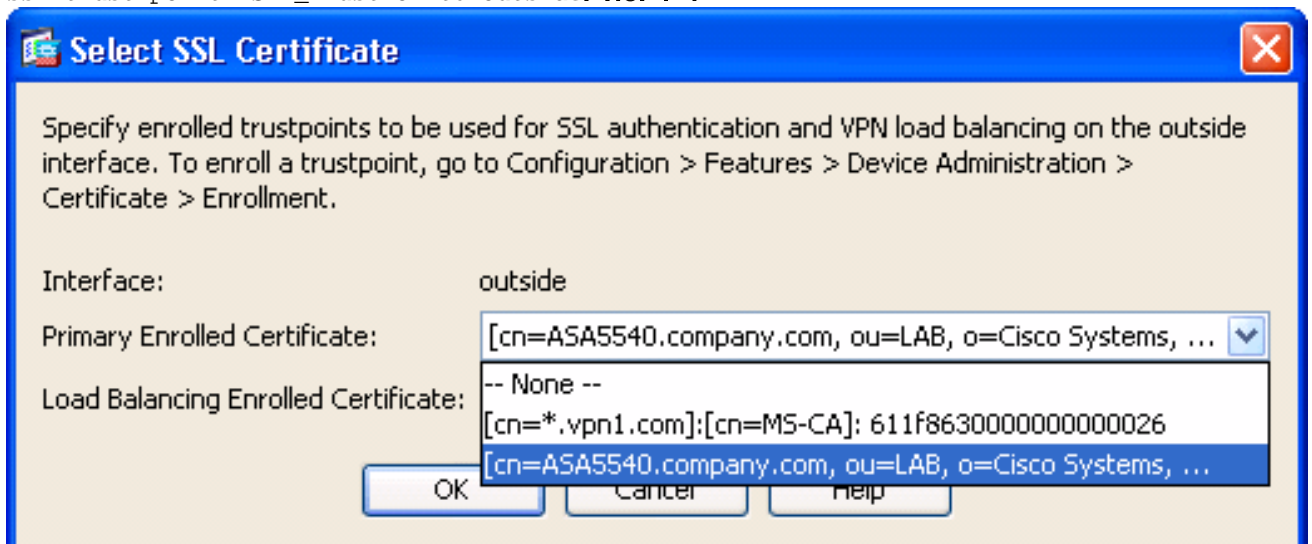 Select SSL Certificate
Specify enrolled trustpoints to be used for SSL authentication and VPN load balancing on the outside
interface. To enroll a trustpoint, go to Configuration > Features > Device Administration >
Certificate > Enrollment.
Interface: outside
Primary Enrolled Certificate: [cn=ASA5540.company.com, ou=LAB, o=Cisco Systems, ...
-- None --
Load Balancing Enrolled Certificate:
[cn=*.vpn1.com]:[cn=MS-CA]: 611f8630000000000026
[cn=ASA5540.company.com, ou=LAB, o=Cisco Systems, ...
OK Cancel Help